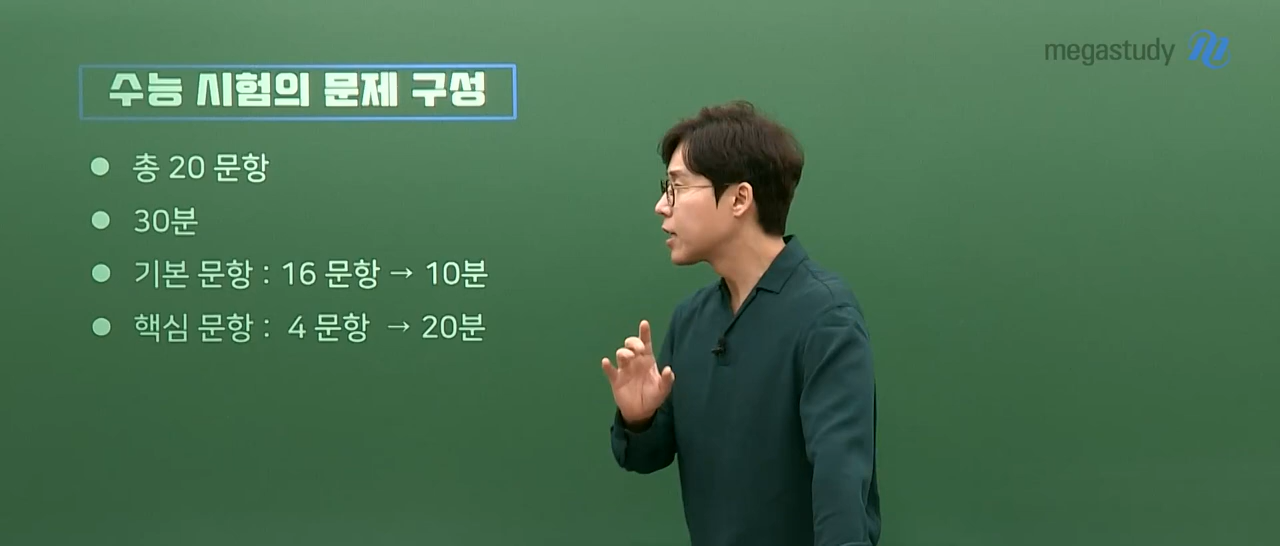 megastudy
수능 시험의 문제 구성
● 총 20 문항
● 30분
● 기본 문항 : 16 문항 → 10분
● 핵심 문항 : 4 문항 → 20분